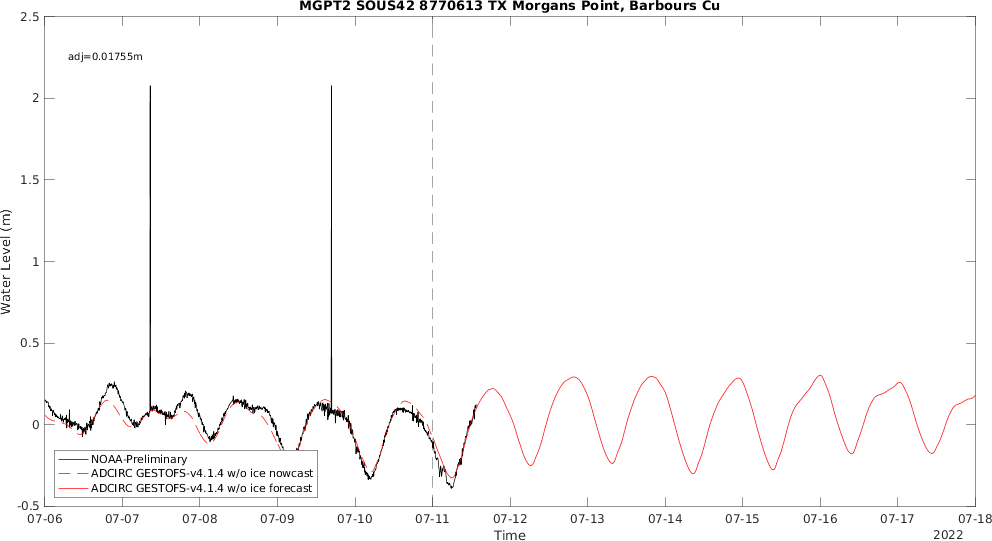 MGPT2 SOUS42 8770613 TX Morgans Point, Barbours Cu
adj=0.01755m
2.5
2
1.5
1
0.5
0
-0.5
Water Level (m)
NOAA-Preliminary
ADCIRC GESTOFS-v4.1.4 w/o ice nowcast
ADCIRC GESTOFS-v4.1.4 w/o ice forecast
07-06 07-07 07-08 07-09 07-10 07-11 07-12 07-13 07-14 07-15 07-16 07-17 07-18
Time
2022